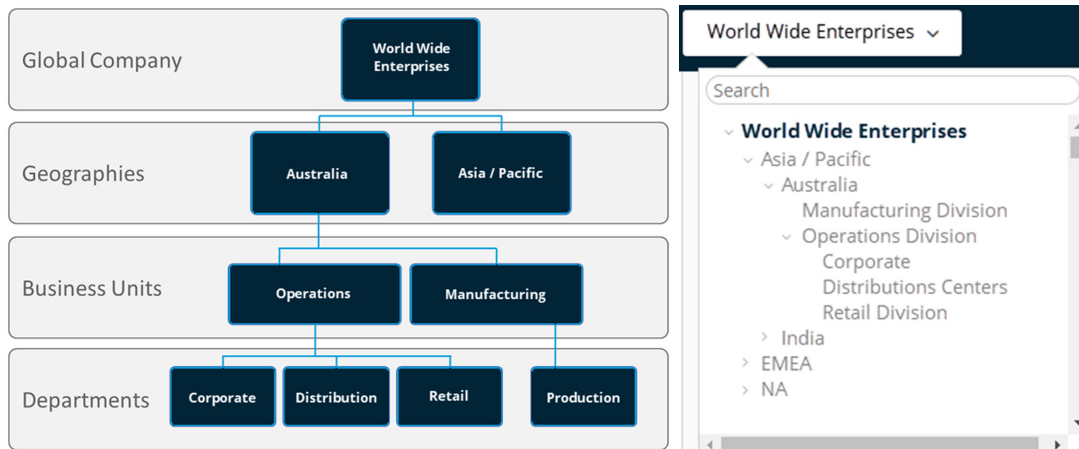 Global Company
World Wide
Enterprises
Geographies
Australia
Asia / Pacific
Business Units
Operations
Manufacturing
Departments
Corporate
Distribution
Retail
Production
World Wide Enterprises
Search
World Wide Enterprises
Asia / Pacific
Australia
Manufacturing Division
Operations Division
Corporate
Distributions Centers
Retail Division
India
EMEA
NA